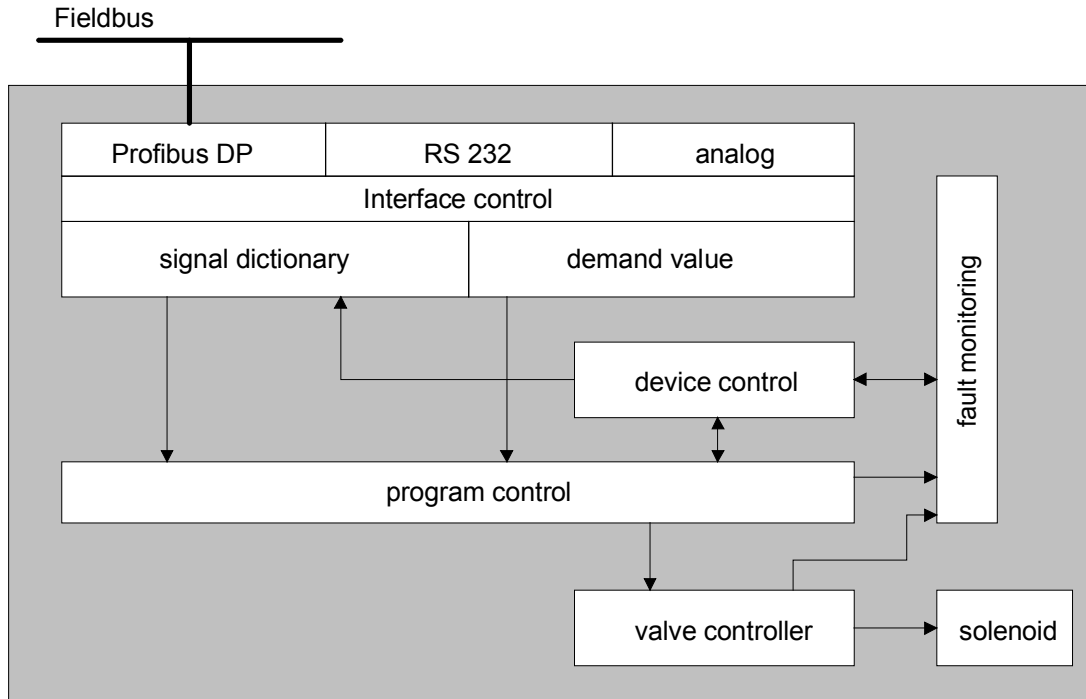 Fieldbus
Profibus DP
RS 232
analog
Interface control
signal dictionary
demand value
fault monitoring
device control
program control
valve controller
solenoid